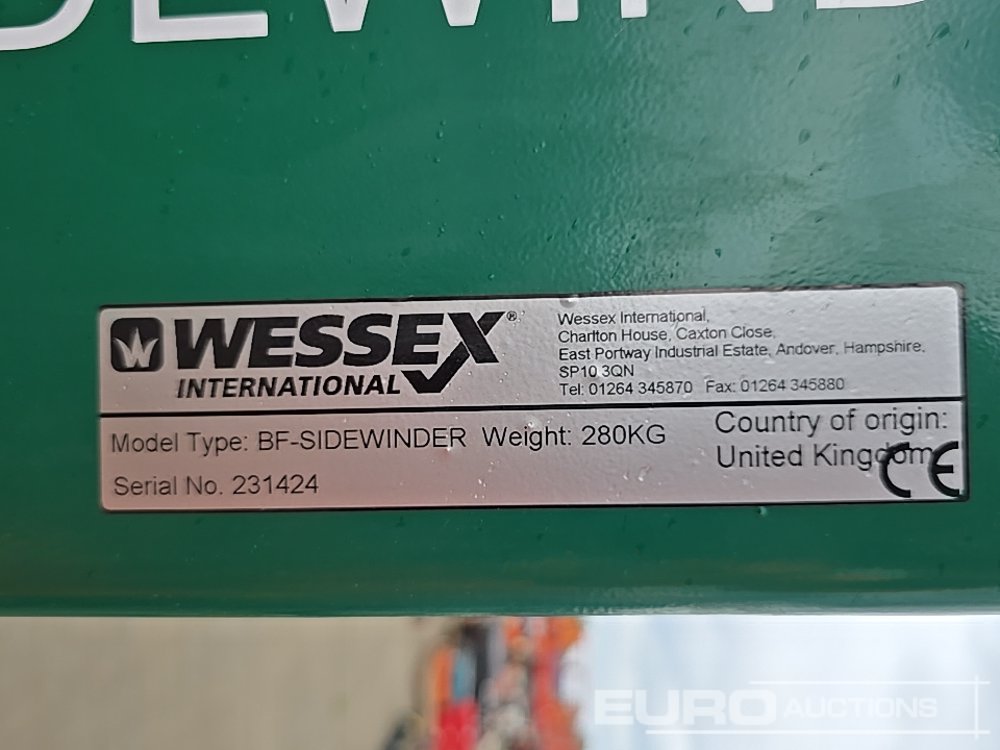 DEWIND
WESSEX®
INTERNATIONAL
Wessex International,
Charlton House, Caxton Close,
East Portway Industrial Estate, Andover, Hampshire,
SP10 3QN
Tel: 01264 345870 Fax: 01264 345880
Model Type: BF-SIDEWINDER Weight: 280KG
Serial No. 231424
Country of origin:
United Kingdom
CE
EURO AUCTIONS